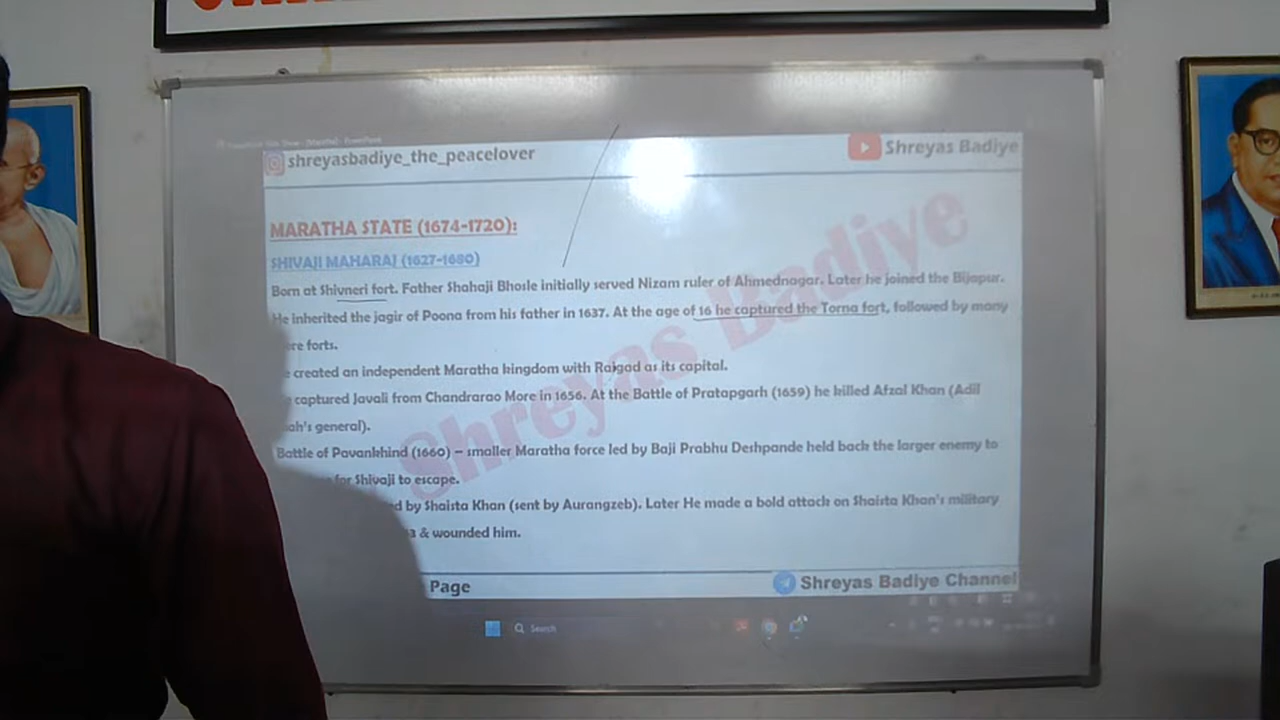 shreyasbadiye_the_peacelover
Shreyas Badiye
MARATHA STATE (1674-1720):
SHIVAJI MAHARAJ (1627-1680)
Born at Shivneri fort. Father Shahaji Bhosle initially served Nizam ruler of Ahmednagar. Later he joined the Bijapur.
He inherited the jagir of Poona from his father in 1637. At the age of 16 he captured the Torna fort, followed by many
ore forts.
created an independent Maratha kingdom with Raigad as its capital.
captured Javali from Chandrarao More in 1656. At the Battle of Pratapgarh (1659) he killed Afzal Khan (Adil
ah's general).
Battle of Pavankhind (1660) – smaller Maratha force led by Baji Prabhu Deshpande held back the larger enemy to
for Shivaji to escape.
d by Shaista Khan (sent by Aurangzeb). Later He made a bold attack on Shaista Khan's military
3 & wounded him.
Page
Shreyas Badiye Channel
Search
Shreyas Badiye